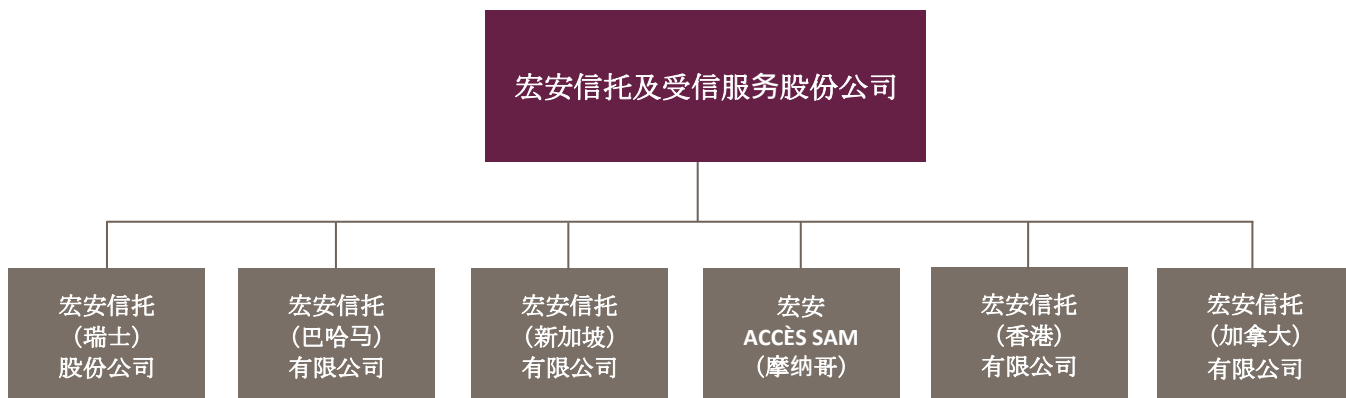 宏安信托及受信服务股份公司
宏安信托
(瑞士)
股份公司
宏安信托
(巴哈马)
有限公司
宏安信托
(新加坡)
有限公司
宏安
ACCÈS SAM
(摩纳哥)
宏安信托
(香港)
有限公司
宏安信托
(加拿大)
有限公司